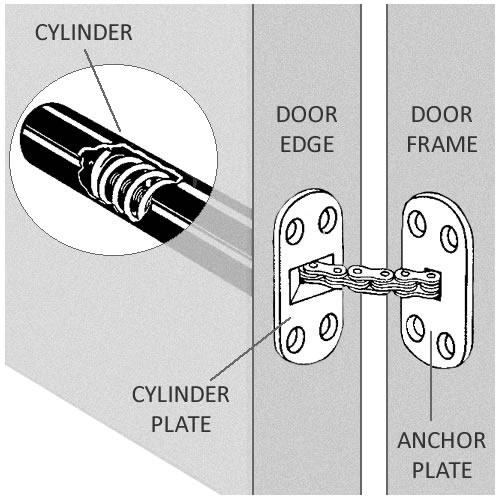 CYLINDER
DOOR
EDGE
DOOR
FRAME
CYLINDER
PLATE
ANCHOR
PLATE